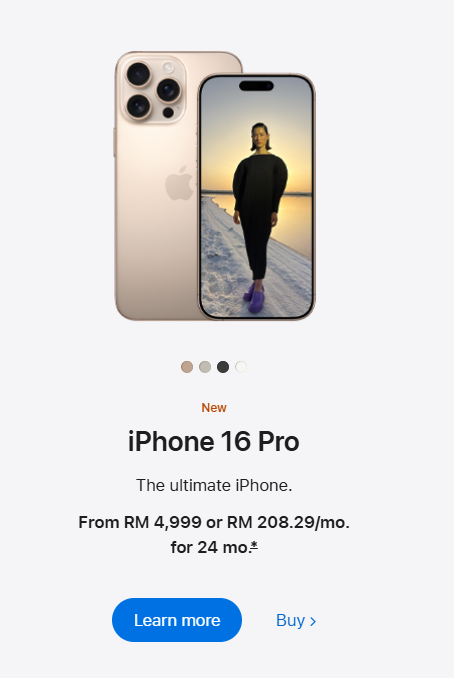 New
iPhone 16 Pro
The ultimate iPhone.
From RM 4,999 or RM 208.29/mo.
for 24 mo.*
Learn more
Buy >